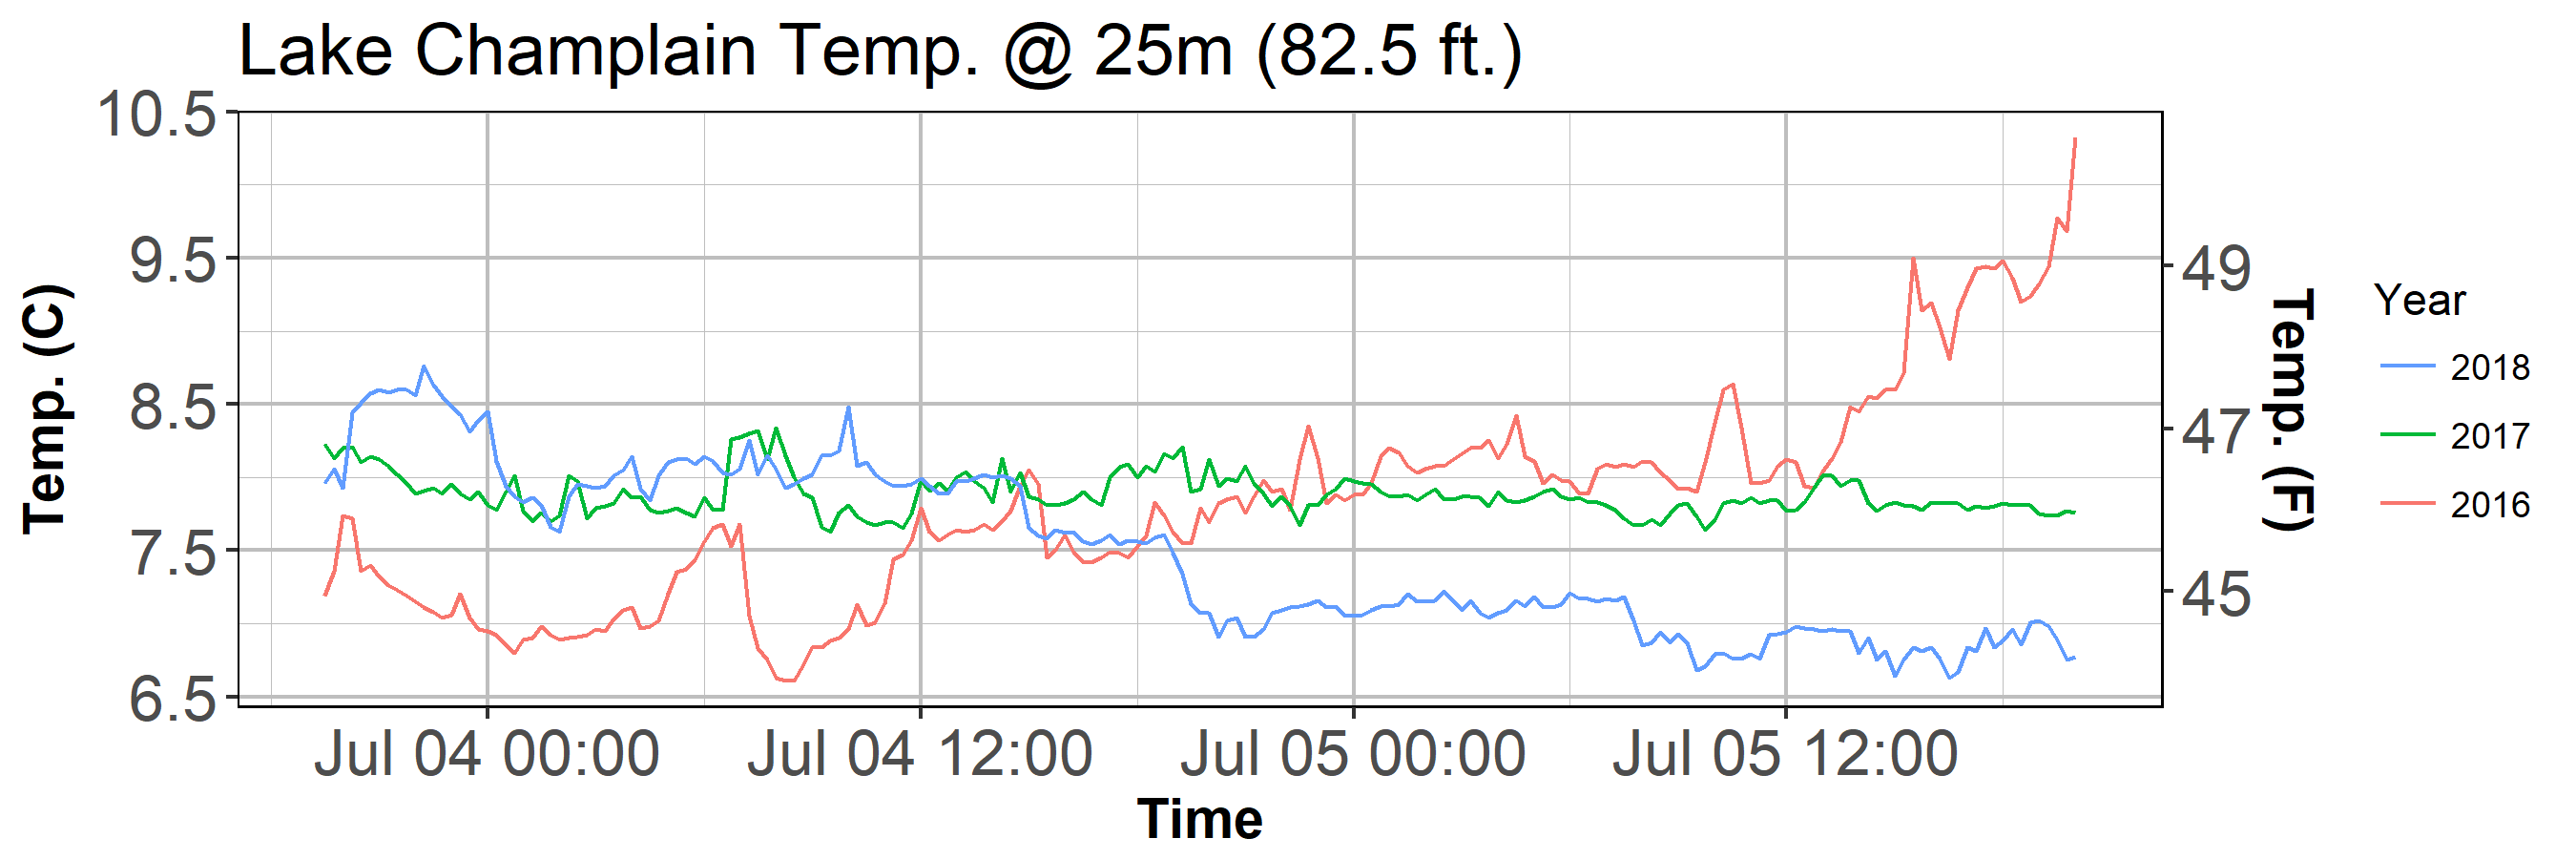 Lake Champlain Temp. @ 25m (82.5 ft.)
Temp. (C)
10.5
9.5
8.5
7.5
6.5
Jul 04 00:00 Jul 04 12:00 Jul 05 00:00 Jul 05 12:00
Time
49
47
45
Temp. (F)
Year
2018
2017
2016